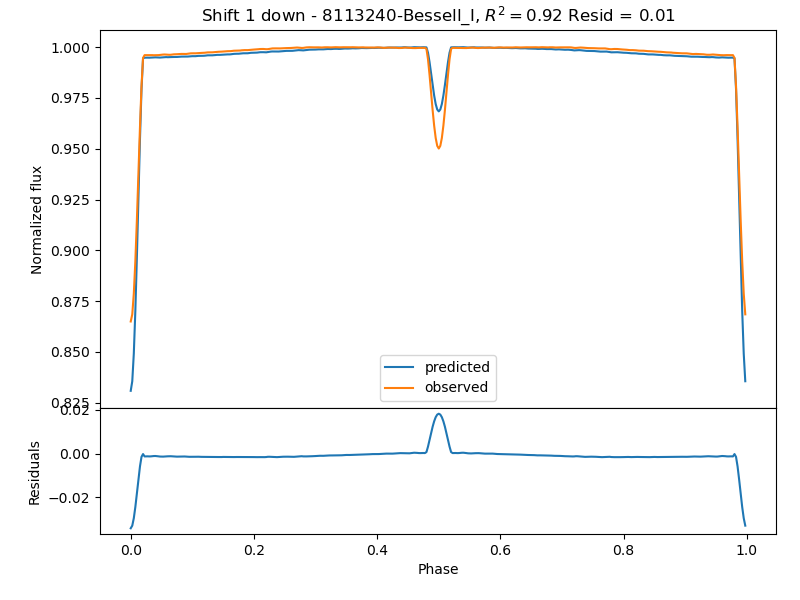 Shift 1 down - 8113240-Bessell_I, R² = 0.92 Resid = 0.01
Normalized flux
1.000
0.975
0.950
0.925
0.900
0.875
0.850
0.825
predicted
observed
Residuals
0.02
0.00
−0.02
0.0 0.2 0.4 0.6 0.8 1.0
Phase